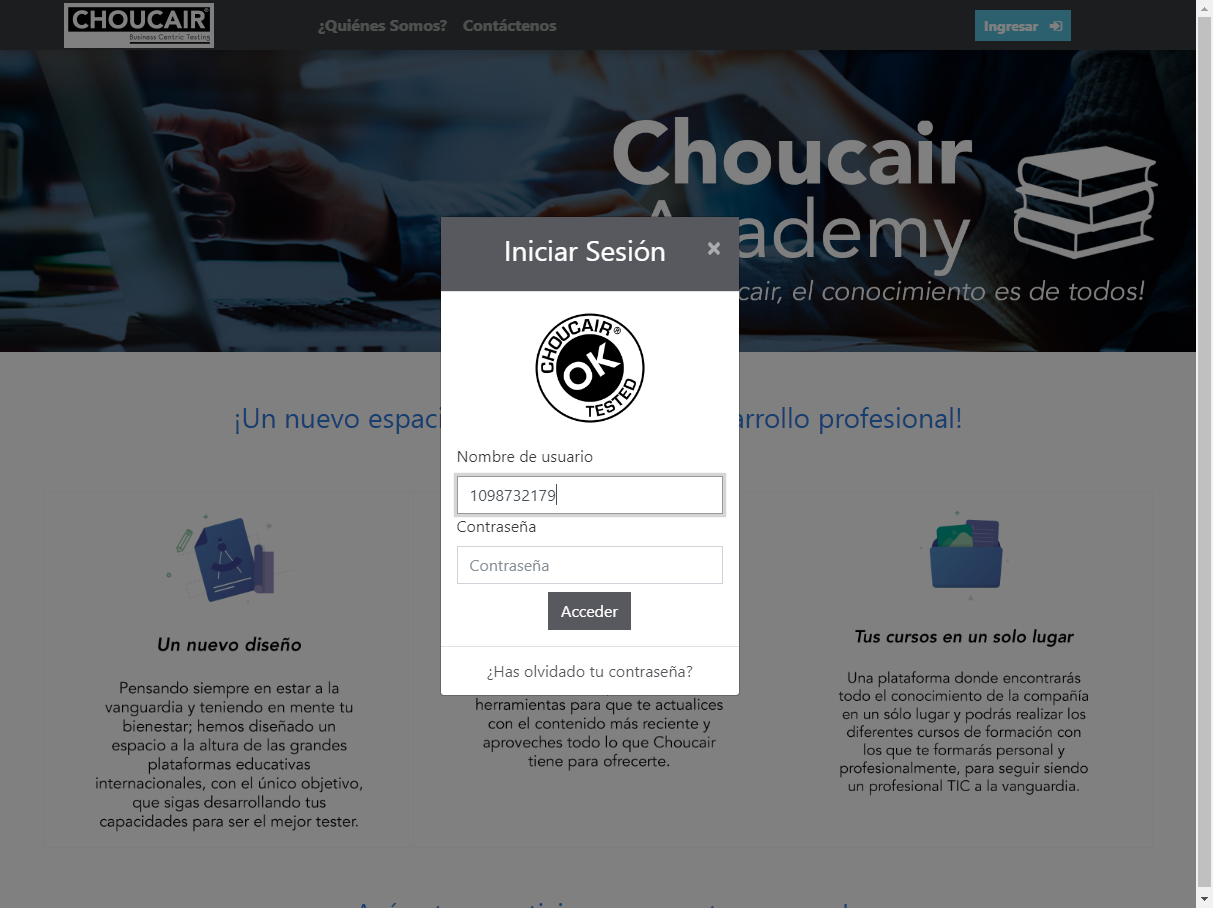 CHOUCAIR®
Business Centric Testing
¿Quiénes Somos?
Contáctenos
Ingresar
Choucair
ademy
cair, el conocimiento es de todos!
Iniciar Sesión
×
CHOUCAIR®
OK
TESTED
¡Un nuevo espaci
rrollo profesional!
Nombre de usuario
1098732179
Contraseña
Contraseña
Acceder
¿Has olvidado tu contraseña?
Un nuevo diseño
Pensando siempre en estar a la
vanguardia y teniendo en mente tu
bienestar; hemos diseñado un
espacio a la altura de las grandes
plataformas educativas
internacionales, con el único objetivo,
que sigas desarrollando tus
capacidades para ser el mejor tester.
herramientas para que te actualices
con el contenido más reciente y
aproveches todo lo que Choucair
tiene para ofrecerte.
Tus cursos en un solo lugar
Una plataforma donde encontrarás
todo el conocimiento de la compañía
en un sólo lugar y podrás realizar los
diferentes cursos de formación con
los que te formarás personal y
profesionalmente, para seguir siendo
un profesional TIC a la vanguardia.